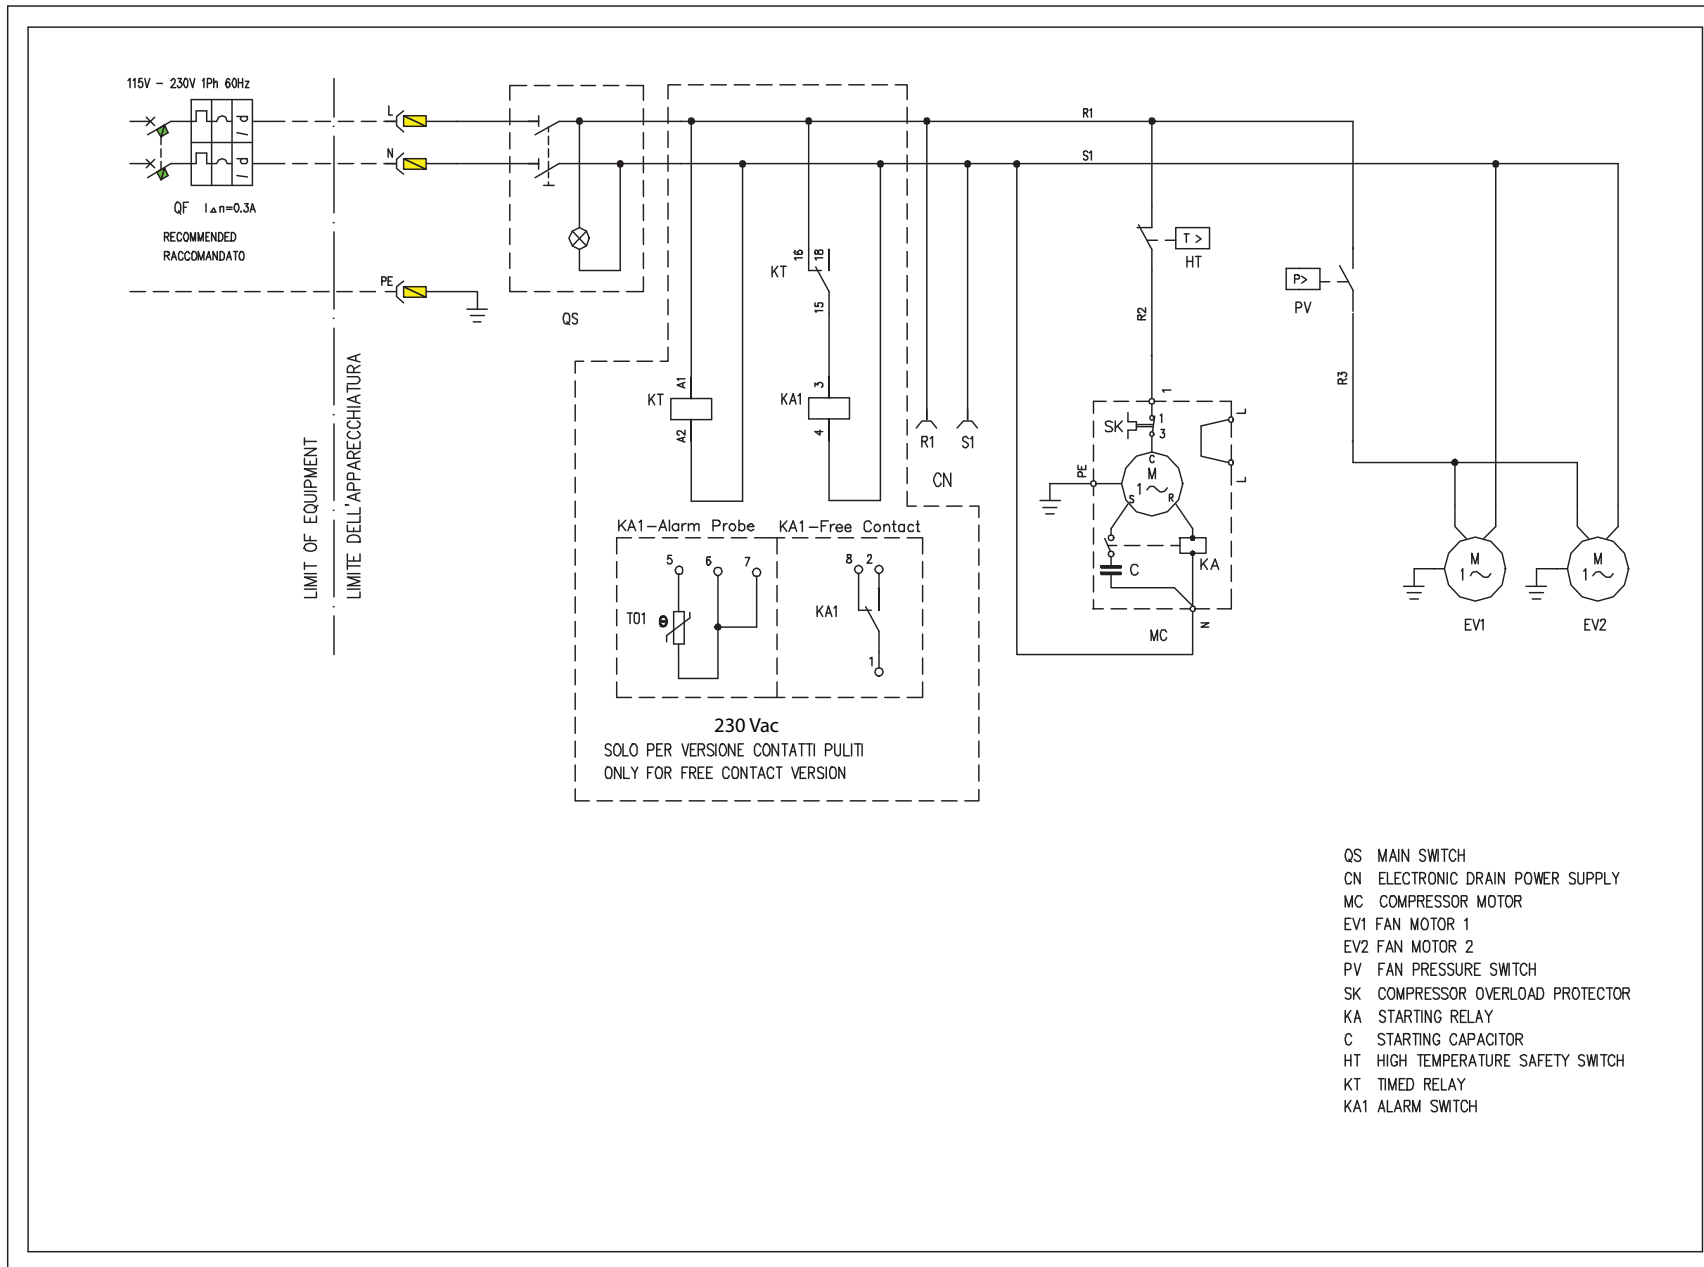 115V - 230V 1Ph 60Hz
QF I△n=0.3A
RECOMMENDED
RACCOMANDATO
L
N
PE
LIMIT OF EQUIPMENT
LIMITE DELL'APPARECCHIATURA
QS
R1
S1
KT
A1
A2
KT
16
18
15
KA1
3
4
R1
S1
CN
KA1-Alarm Probe
KA1-Free Contact
5
6
7
T01
θ
8
2
KA1
1
230 Vac
SOLO PER VERSIONE CONTATTI PULITI
ONLY FOR FREE CONTACT VERSION
T >
HT
R2
1
SK
1
3
L
L
PE
C
M
1
S
R
C
KA
N
MC
P>
PV
R3
M
1
EV1
M
1
EV2
QS MAIN SWITCH
CN ELECTRONIC DRAIN POWER SUPPLY
MC COMPRESSOR MOTOR
EV1 FAN MOTOR 1
EV2 FAN MOTOR 2
PV FAN PRESSURE SWITCH
SK COMPRESSOR OVERLOAD PROTECTOR
KA STARTING RELAY
C STARTING CAPACITOR
HT HIGH TEMPERATURE SAFETY SWITCH
KT TIMED RELAY
KA1 ALARM SWITCH